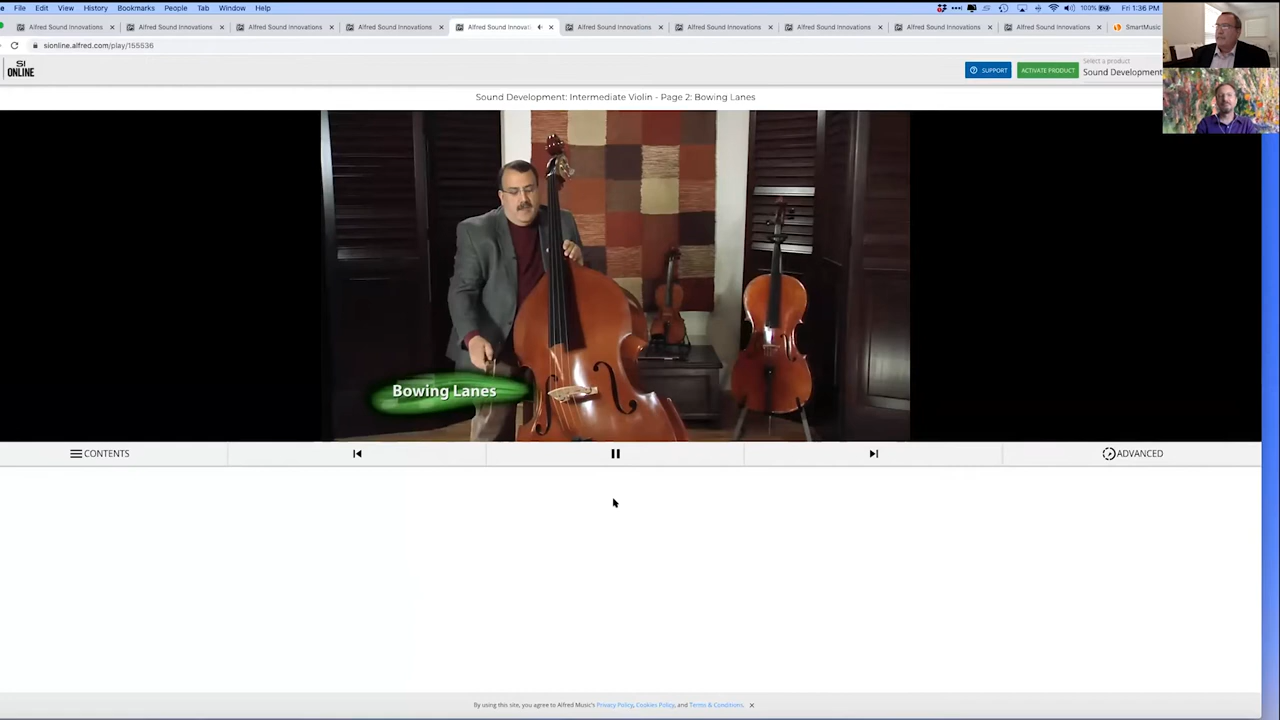 File Edit View History Bookmarks People Tab Window Help 100% Fri 1:36 PM
Alfred Sound Innovations Alfred Sound Innovations Alfred Sound Innovations Alfred Sound Innovations Alfred Sound Innovat Alfred Sound Innovations Alfred Sound Innovations Alfred Sound Innovations Alfred Sound Innovations Alfred Sound Innovations SmartMusic
sionline.alfred.com/play/155536
SI
ONLINE
SUPPORT
ACTIVATE PRODUCT
Select a product
Sound Development
Sound Development: Intermediate Violin - Page 2: Bowing Lanes
Bowing Lanes
CONTENTS
ADVANCED
By using this site, you agree to Alfred Music's Privacy Policy, Cookies Policy, and Terms & Conditions.